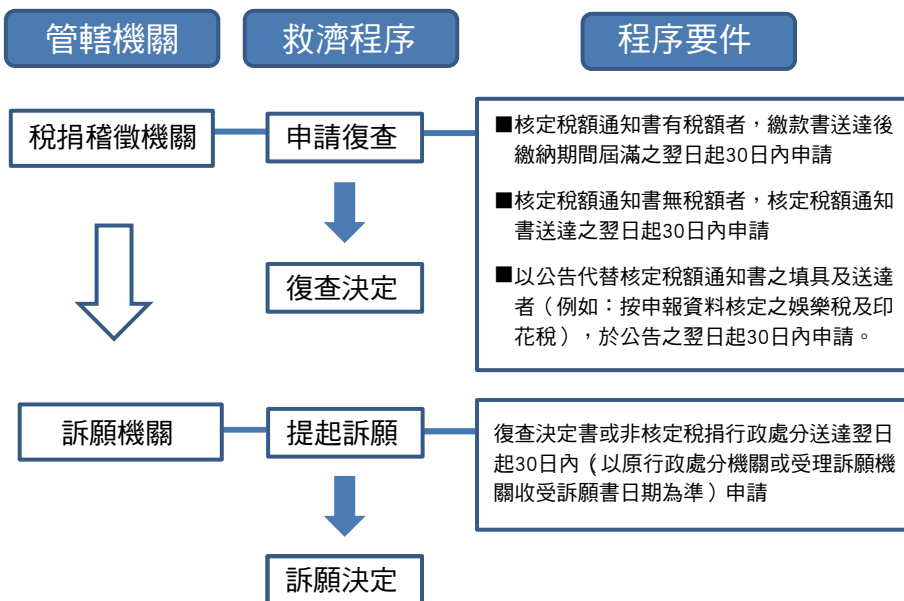 管轄機關
救濟程序
程序要件
稅捐稽徵機關
申請復查
■核定稅額通知書有稅額者，繳款書送達後
繳納期間屆滿之翌日起30日內申請
■核定稅額通知書無稅額者，核定稅額通知
書送達之翌日起30日內申請
■以公告代替核定稅額通知書之填具及送達
者（例如：按申報資料核定之娛樂稅及印
花稅），於公告之翌日起30日內申請。
復查決定
訴願機關
提起訴願
復查決定書或非核定稅捐行政處分送達翌日
起30日內（以原行政處分機關或受理訴願機
關收受訴願書日期為準）申請
訴願決定